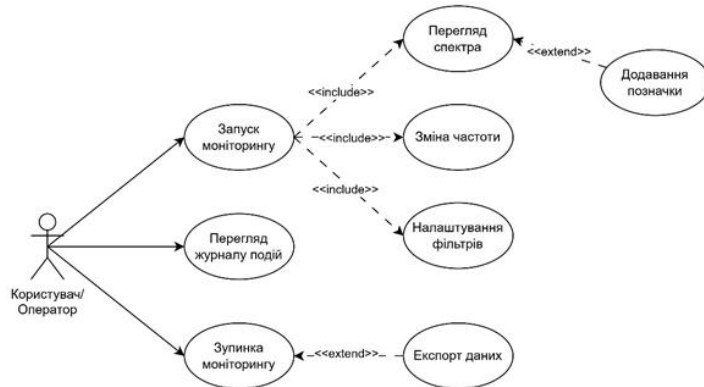 Перегляд
спектра
<<extend>>
Додавання
позначки
<<include>>
Запуск
моніторингу
<<include>>
Зміна частоти
<<include>>
Перегляд
журналу подій
Налаштування
фільтрів
Користувач/
Оператор
Зупинка
моніторингу
<<extend>>
Експорт даних